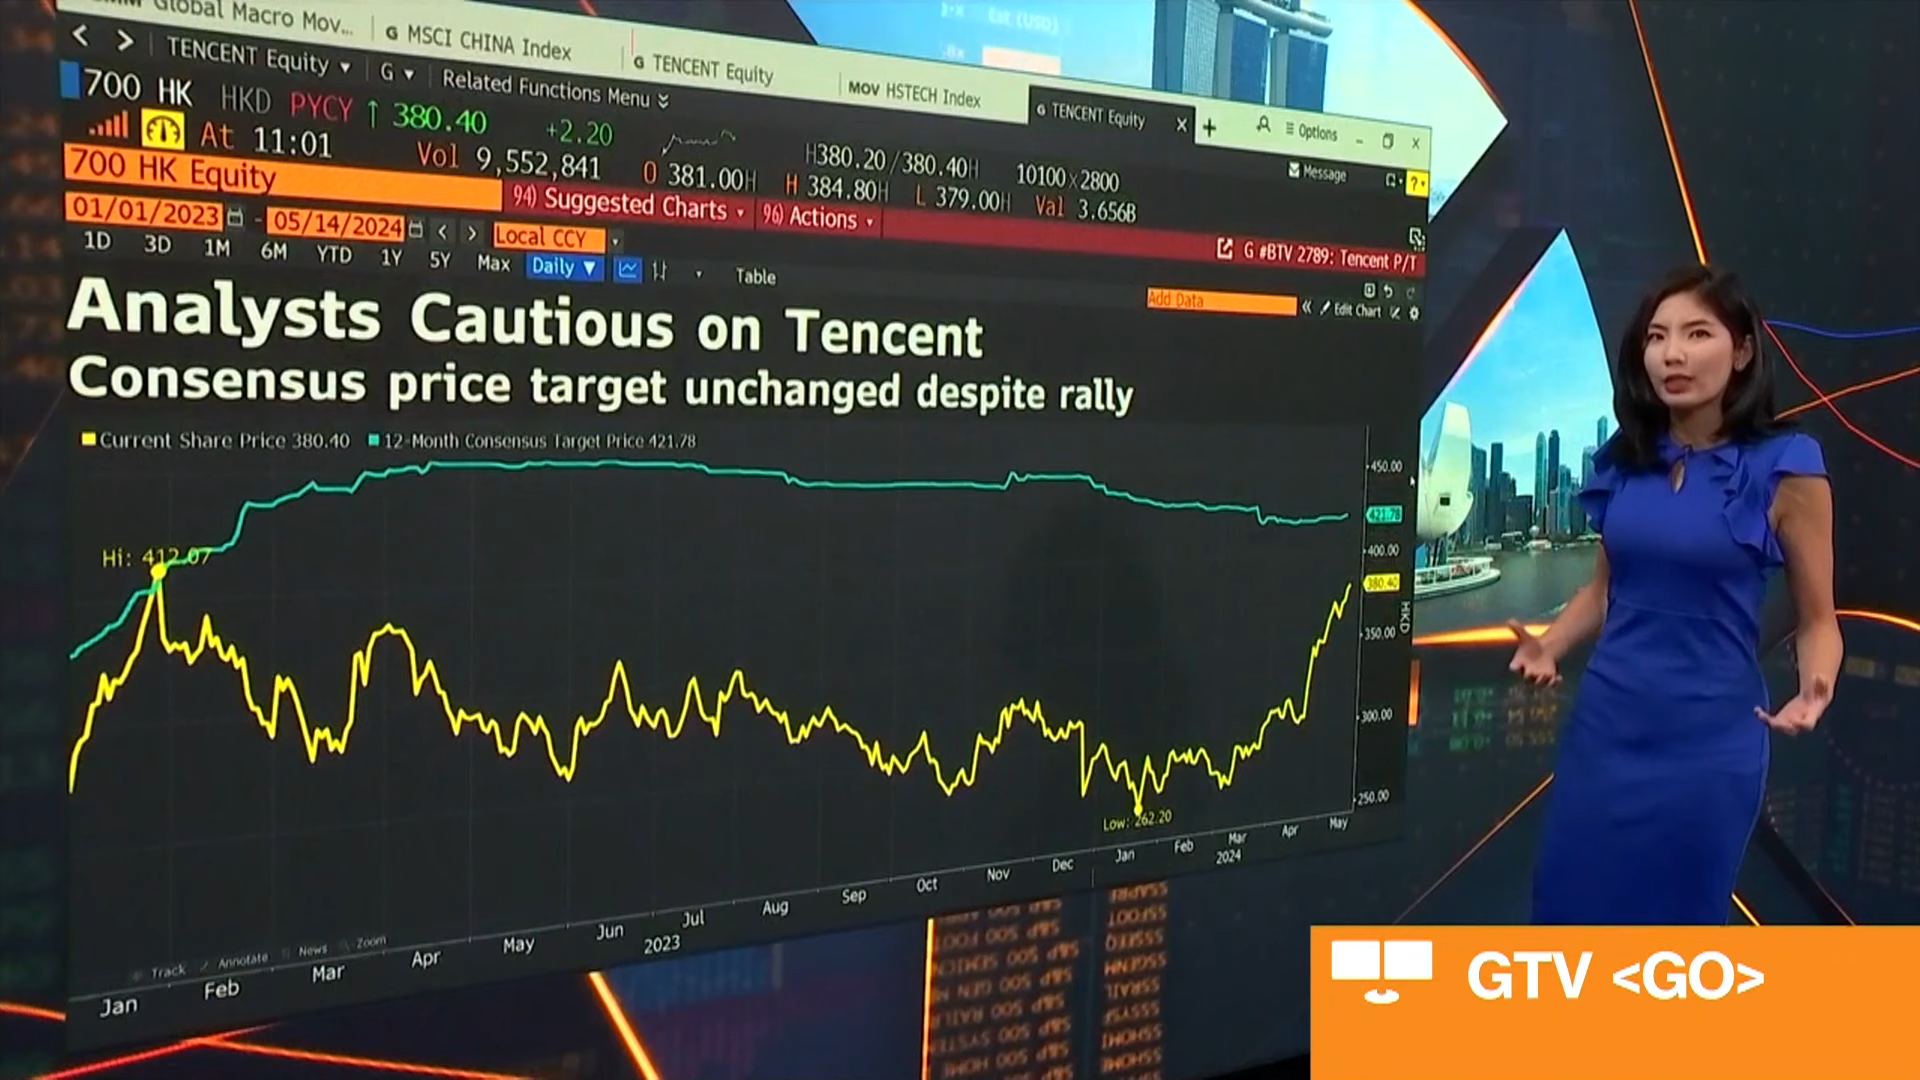 Global Macro Mov...
G MSCI CHINA Index
G TENCENT Equity
MOV HSTECH Index
G TENCENT Equity X +
Options
< > TENCENT Equity G Related Functions Menu
Message
700 HK HKD PYCY ↑ 380.40 +2.20 H380.20/380.40H 10100x2800
At 11:01 Vol 9,552,841 O 381.00H H 384.80H L 379.00H Val 3.656B
700 HK Equity 94) Suggested Charts 96) Actions G #BTV 2789: Tencent P/T
01/01/2023 - 05/14/2024 < > Local CCY
1D 3D 1M 6M YTD 1Y 5Y Max Daily ▼ Table
Add Data « Edit Chart
Analysts Cautious on Tencent
Consensus price target unchanged despite rally
Current Share Price 380.40 12-Month Consensus Target Price 421.78
450.00
421.78
400.00
380.40
350.00
HKD
300.00
250.00
Hi: 412.07
Low: 262.20
Track Annotate News Zoom
Jan Feb Mar Apr May Jun Jul Aug Sep Oct Nov Dec Jan Feb Mar Apr May
2023 2024
GTV <GO>